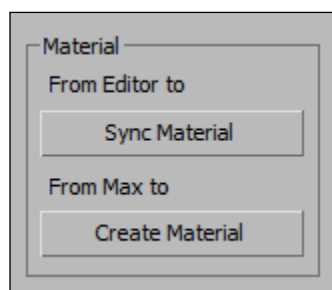 Material
From Editor to
Sync Material
From Max to
Create Material